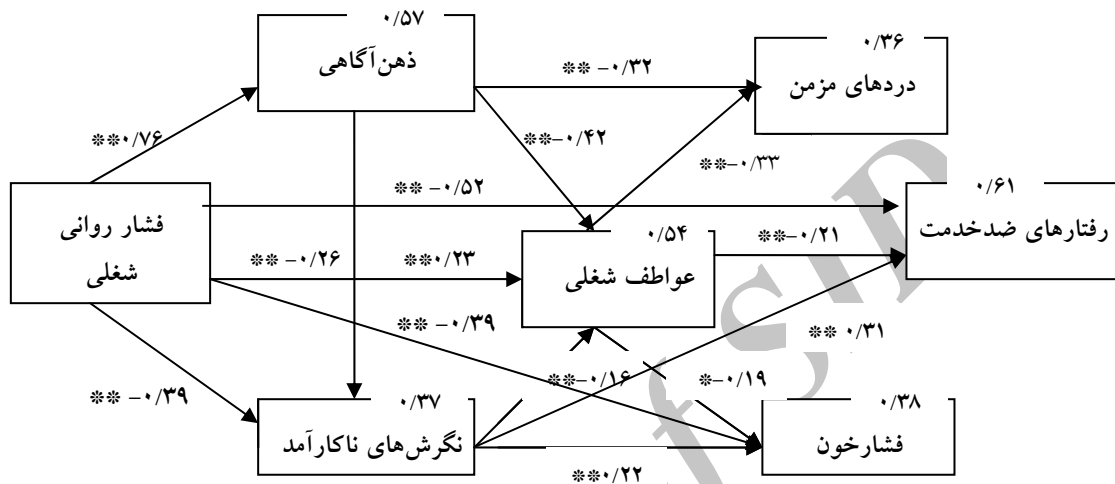 ۰/۵۷
ذهن‌آگاهی
۰/۳۶
دردهای مزمن
** -۰/۳۲
**۰/۷۶
**-۰/۴۲
**-۰/۳۳
فشار روانی
شغلی
** -۰/۵۲
۰/۶۱
رفتارهای ضدخدمت
۰/۵۴
عواطف شغلی
**-۰/۲۱
** -۰/۲۶
**۰/۲۳
** -۰/۳۹
** ۰/۳۱
**-۰/۱۶
*-۰/۱۹
** -۰/۳۹
۰/۳۷
نگرش‌های ناکارآمد
۰/۳۸
فشارخون
**۰/۲۲